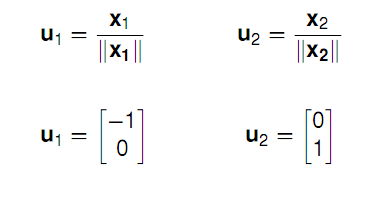 u₁ = x₁ / ||x₁||    u₂ = x₂ / ||x₂||
u₁ = [−1 0]    u₂ = [0 1]